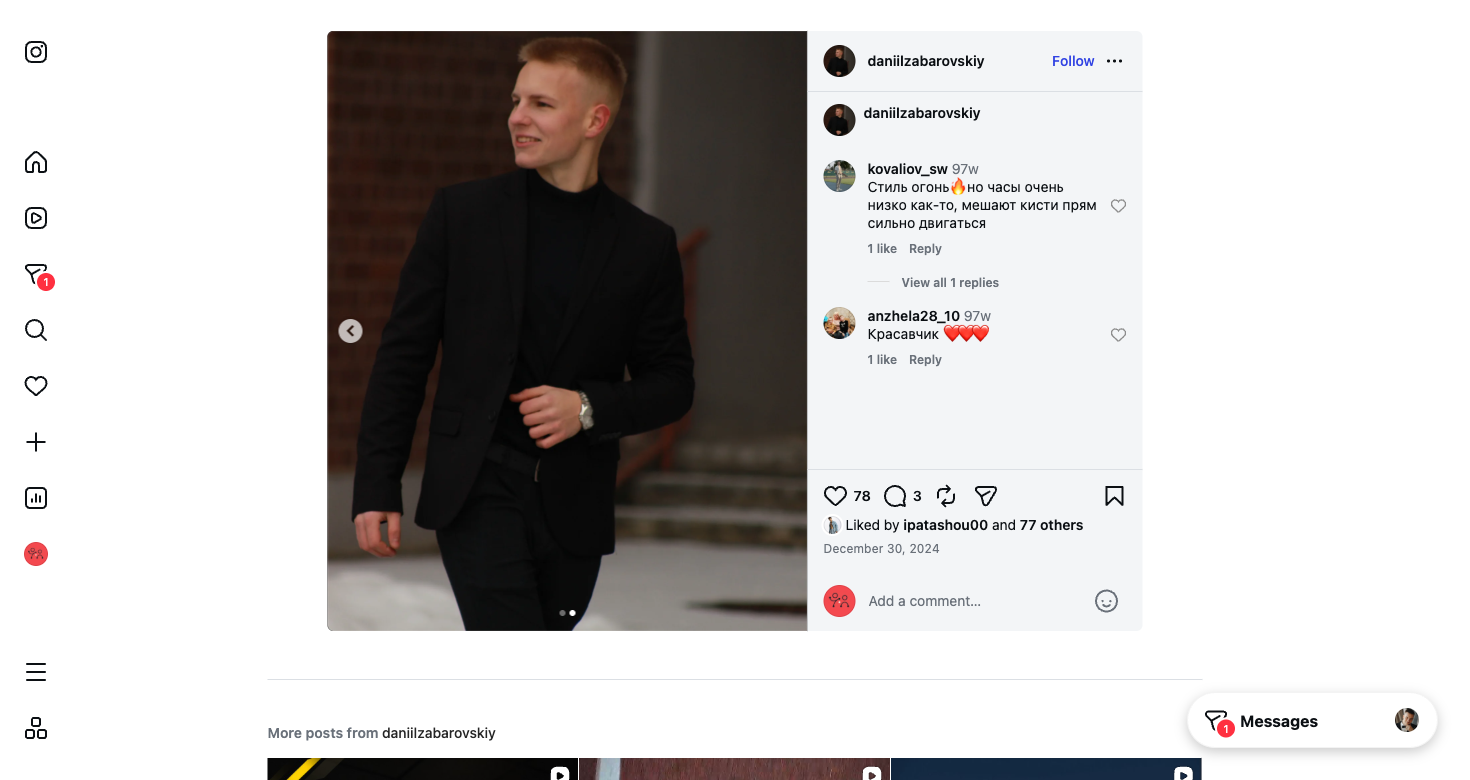 daniilzabarovskiy
Follow
daniilzabarovskiy
kovaliov_sw 97w
Стиль огонь🔥но часы очень
низко как-то, мешают кисти прям
сильно двигаться
1 like Reply
View all 1 replies
anzhela28_10 97w
Красавчик ❤️❤️❤️
1 like Reply
78 3
Liked by ipatashou00 and 77 others
December 30, 2024
Add a comment…
1
More posts from daniilzabarovskiy
1 Messages